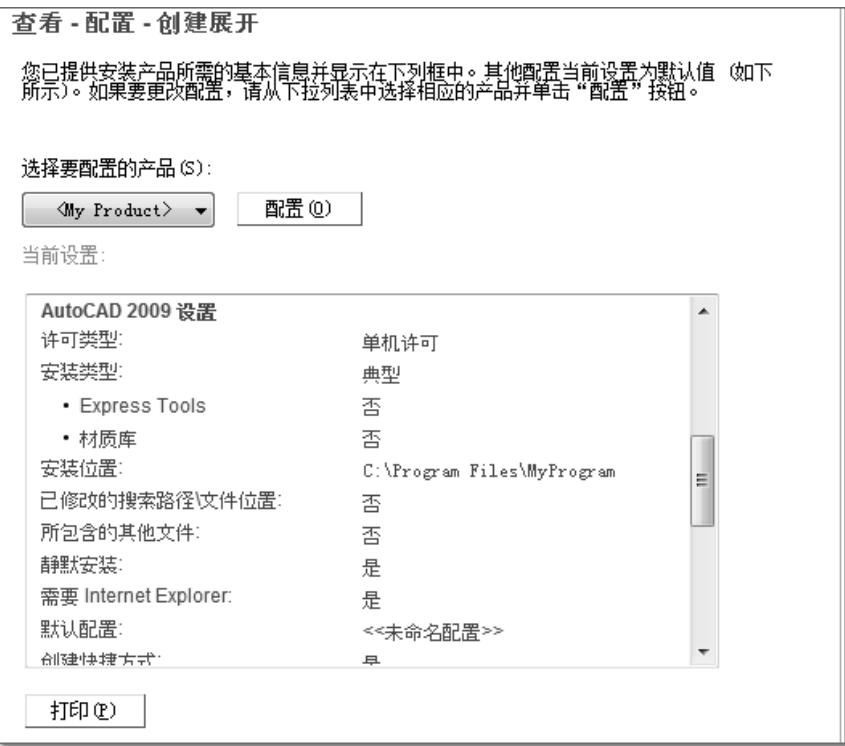 查看 - 配置 - 创建展开
您已提供安装产品所需的基本信息并显示在下列框中。其他配置当前设置为默认值 (如下
所示)。如果要更改配置，请从下拉列表中选择相应的产品并单击“配置”按钮。
选择要配置的产品(S):
<My Product> 配置(O)
当前设置:
AutoCAD 2009 设置
许可类型: 单机许可
安装类型: 典型
• Express Tools 否
• 材质库 否
安装位置: C:\Program Files\MyProgram
已修改的搜索路径\文件位置: 否
所包含的其他文件: 否
静默安装: 是
需要 Internet Explorer: 是
默认配置: <<未命名配置>>
创建快捷方式: 是
打印(P)